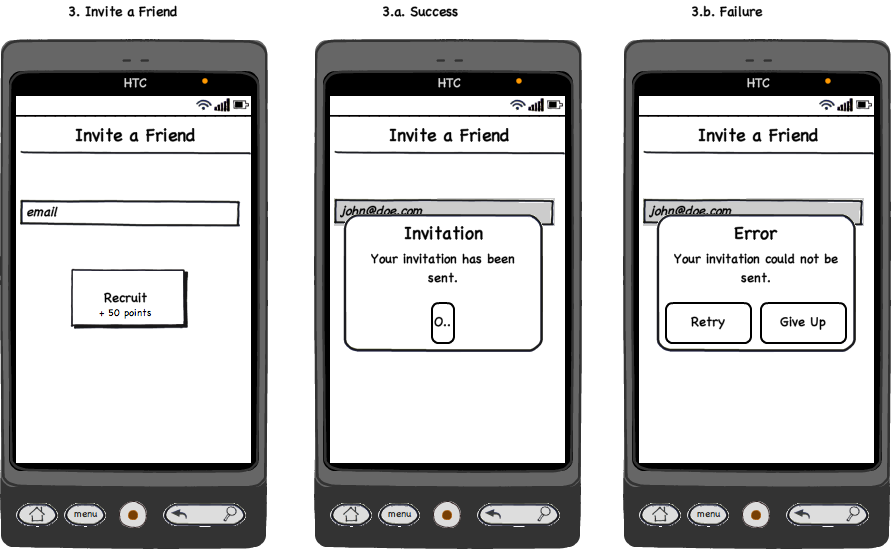 3. Invite a Friend
HTC
Invite a Friend
email
Recruit
+ 50 points
menu
3.a. Success
HTC
Invite a Friend
john@doe.com
Invitation
Your invitation has been
sent.
O..
menu
3.b. Failure
HTC
Invite a Friend
john@doe.com
Error
Your invitation could not be
sent.
Retry
Give Up
menu